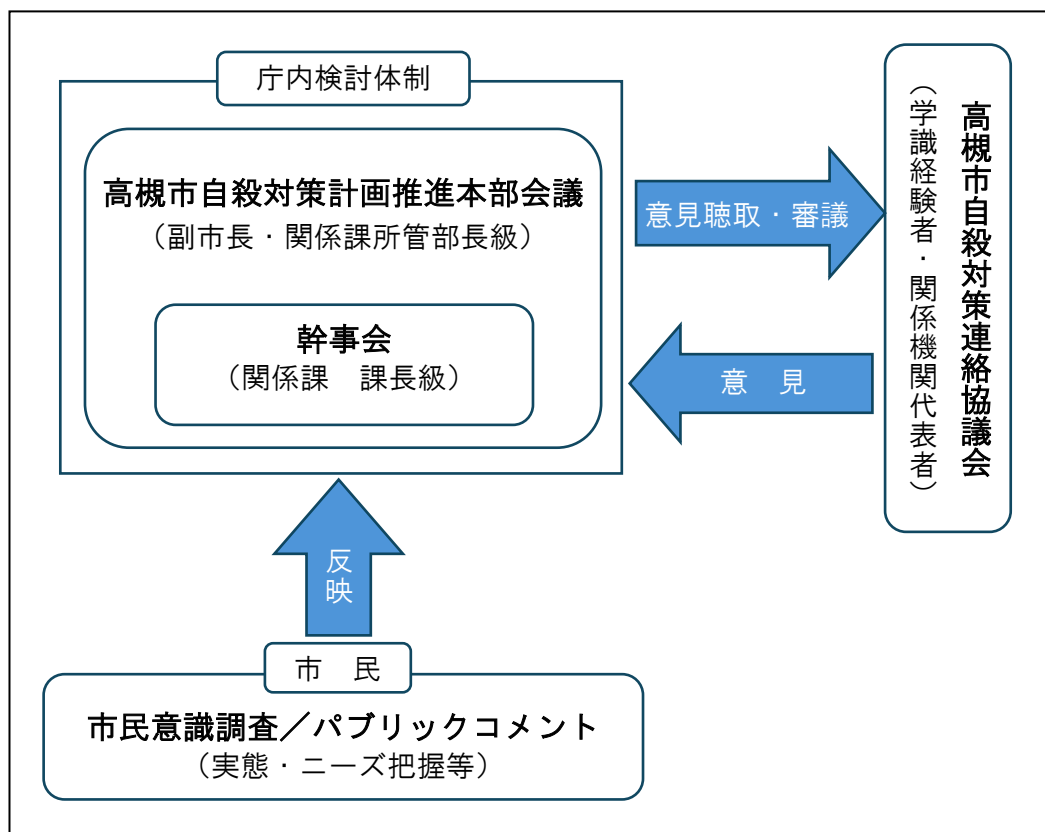 庁内検討体制
高槻市自殺対策計画推進本部会議
（副市長・関係課所管部長級）
幹事会
（関係課　課長級）
意見聴取・審議
意　見
高槻市自殺対策連絡協議会
（学識経験者・関係機関代表者）
反映
市　民
市民意識調査／パブリックコメント
（実態・ニーズ把握等）